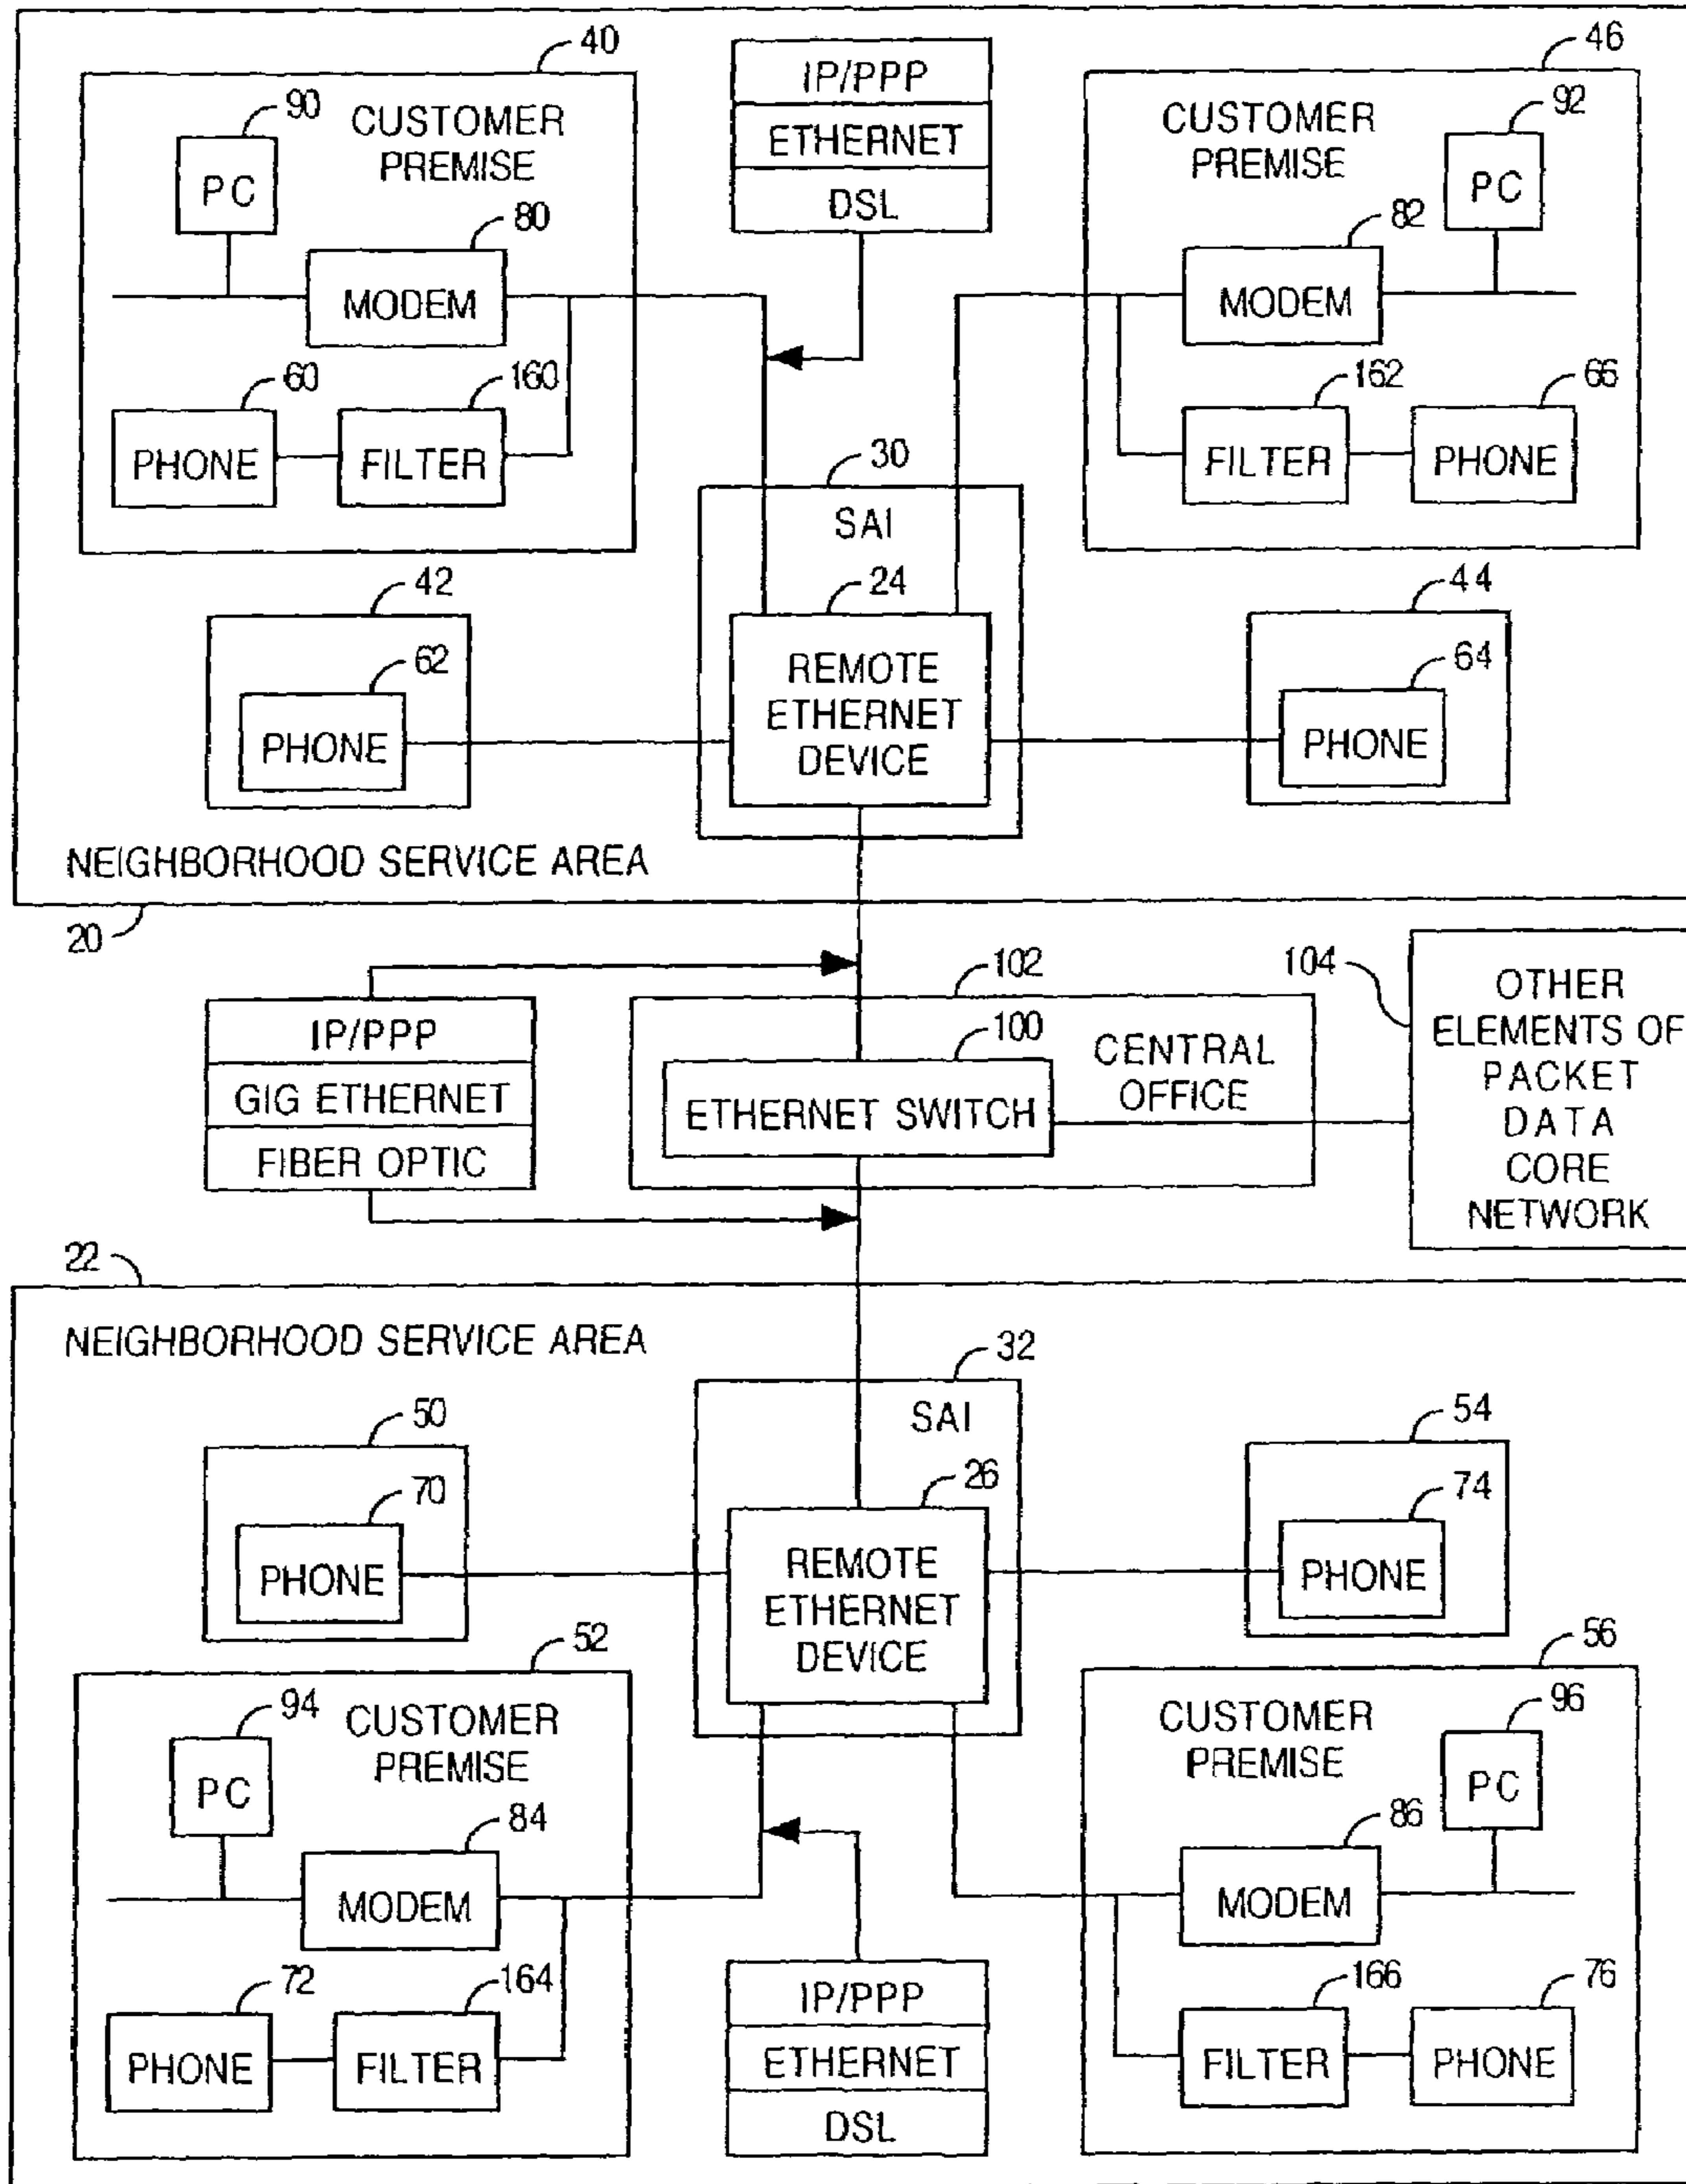 40
46
90
CUSTOMER
PREMISE
IP/PPP
ETHERNET
DSL
CUSTOMER
PREMISE
92
PC
PC
80
MODEM
82
MODEM
60
160
PHONE
FILTER
162
66
FILTER
PHONE
30
SAI
42
24
44
62
PHONE
REMOTE
ETHERNET
DEVICE
64
PHONE
NEIGHBORHOOD SERVICE AREA
20
102
104
OTHER
ELEMENTS OF
PACKET
DATA
CORE
NETWORK
IP/PPP
GIG ETHERNET
FIBER OPTIC
100
CENTRAL
OFFICE
ETHERNET SWITCH
22
NEIGHBORHOOD SERVICE AREA
32
SAI
50
54
70
PHONE
26
REMOTE
ETHERNET
DEVICE
74
PHONE
52
56
94
CUSTOMER
PREMISE
CUSTOMER
PREMISE
96
PC
PC
84
MODEM
86
MODEM
72
164
PHONE
FILTER
IP/PPP
ETHERNET
DSL
166
76
FILTER
PHONE